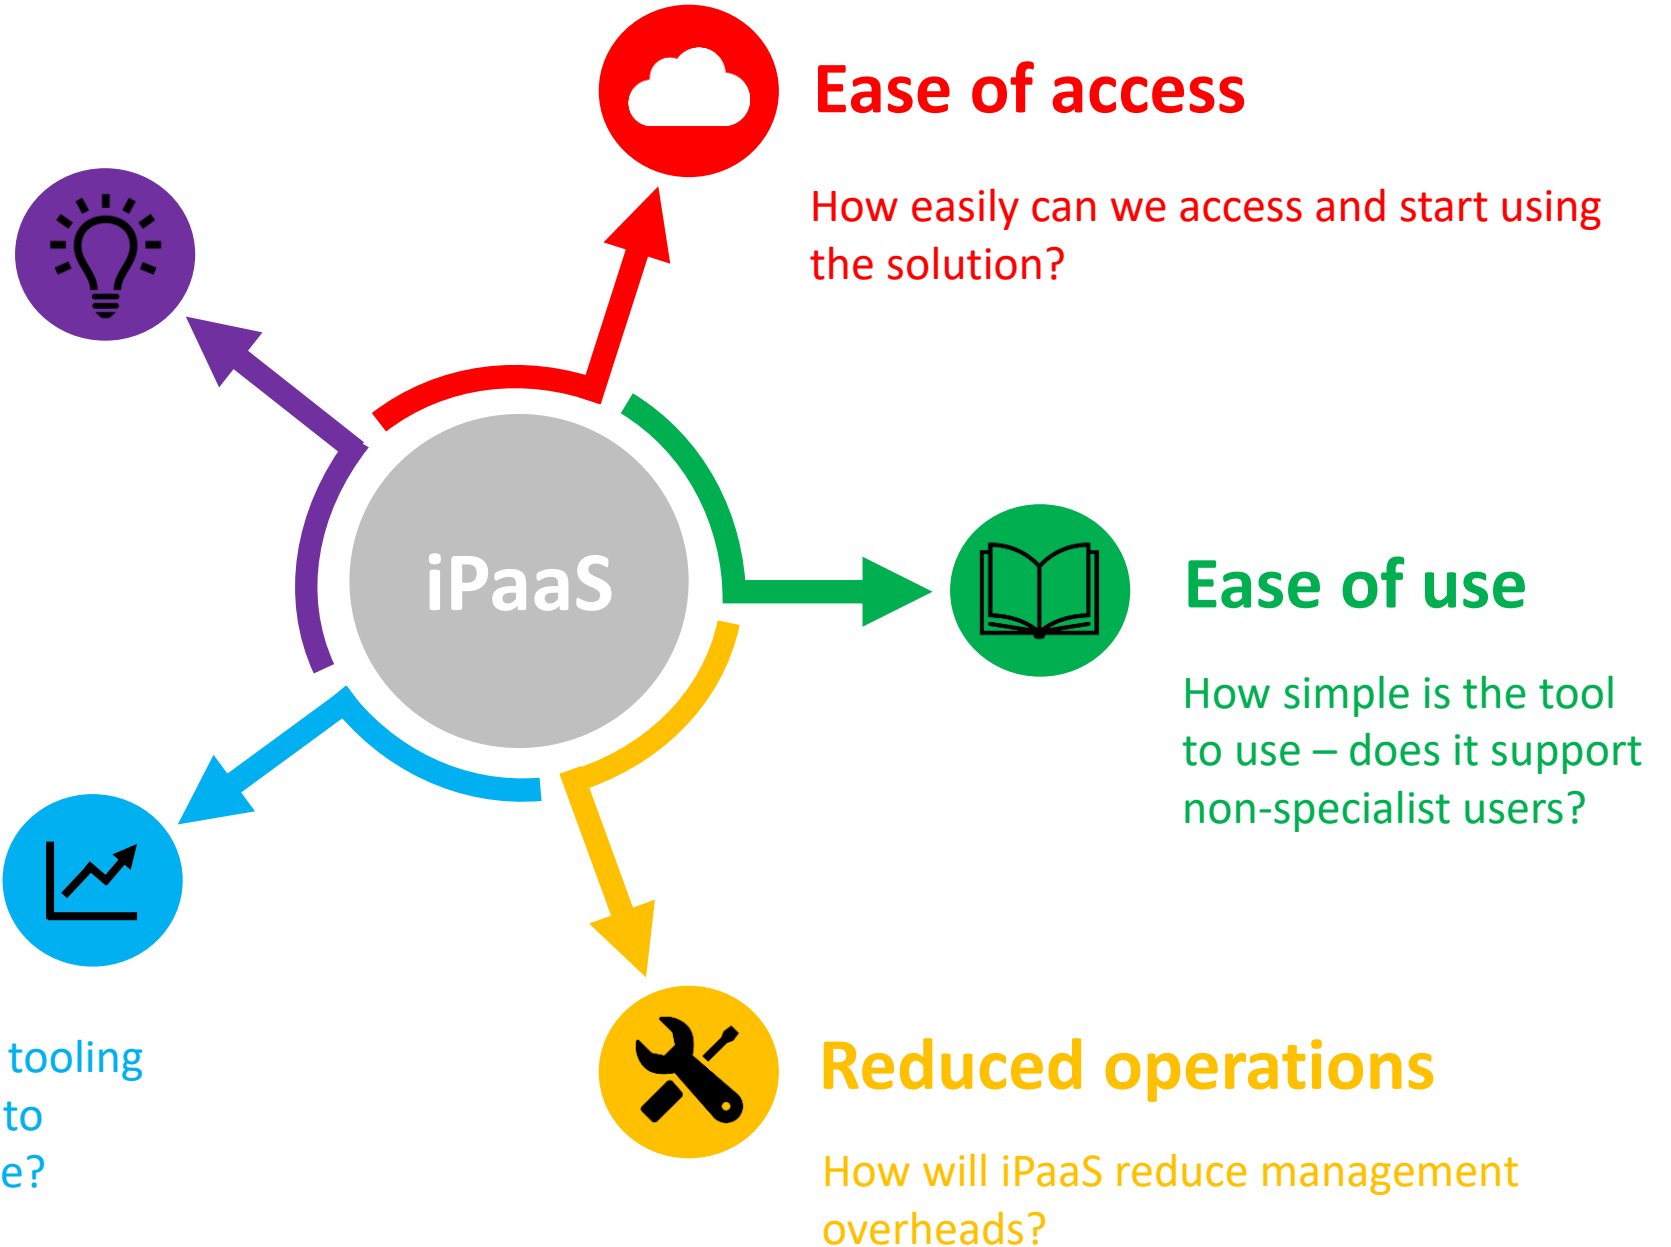 Ease of access
How easily can we access and start using
the solution?
iPaaS
Ease of use
How simple is the tool
to use – does it support
non-specialist users?
tooling
to
e?
Reduced operations
How will iPaaS reduce management
overheads?